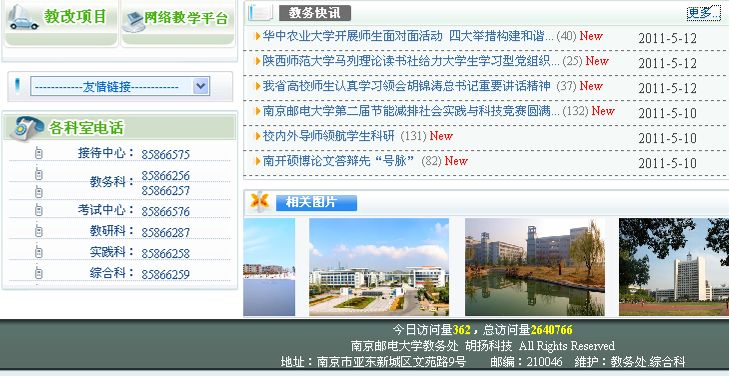 教改项目
网络教学平台
------------友情链接------------
各科室电话
接待中心： 85866575
教务科： 85866256
85866257
考试中心： 85866576
教研科： 85866287
实践科： 85866258
综合科： 85866259
教务快讯
更多..
华中农业大学开展师生面对面活动 四大举措构建和谐... (40) New 2011-5-12
陕西师范大学马列理论读书社给力大学生学习型党组织... (25) New 2011-5-12
我省高校师生认真学习领会胡锦涛总书记重要讲话精神 (37) New 2011-5-12
南京邮电大学第二届节能减排社会实践与科技竞赛圆满... (132) New 2011-5-10
校内外导师领航学生科研 (131) New 2011-5-10
南开硕博论文答辩先“号脉” (82) New 2011-5-10
相关图片
今日访问量362，总访问量2640766
南京邮电大学教务处 胡扬科技 All Rights Reserved
地址：南京市亚东新城区文苑路9号 邮编：210046 维护：教务处.综合科